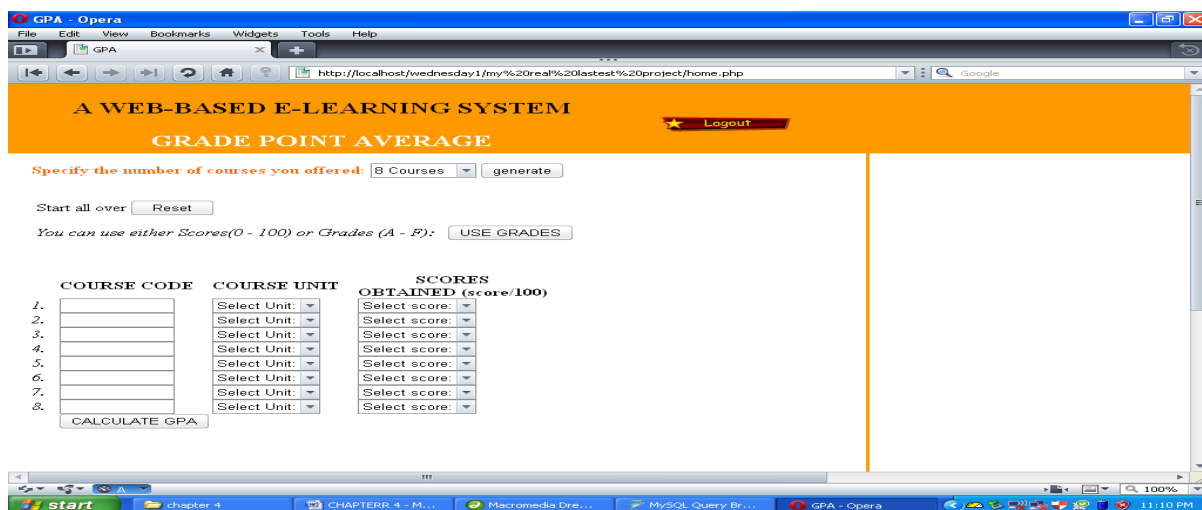 GPA - Opera
File Edit View Bookmarks Widgets Tools Help
GPA
http://localhost/wednesday1/my%20real%20lastest%20project/home.php
Google
A WEB-BASED E-LEARNING SYSTEM
Logout
GRADE POINT AVERAGE
Specify the number of courses you offered: 8 Courses generate
Start all over Reset
You can use either Scores(0 - 100) or Grades (A - F): USE GRADES
COURSE CODE COURSE UNIT SCORES OBTAINED (score/100)
1. Select Unit: Select score:
2. Select Unit: Select score:
3. Select Unit: Select score:
4. Select Unit: Select score:
5. Select Unit: Select score:
6. Select Unit: Select score:
7. Select Unit: Select score:
8. Select Unit: Select score:
CALCULATE GPA
100%
start chapter 4 CHAPTERR 4 - M... Macromedia Dre... MySQL Query Br... GPA - Opera 11:10 PM